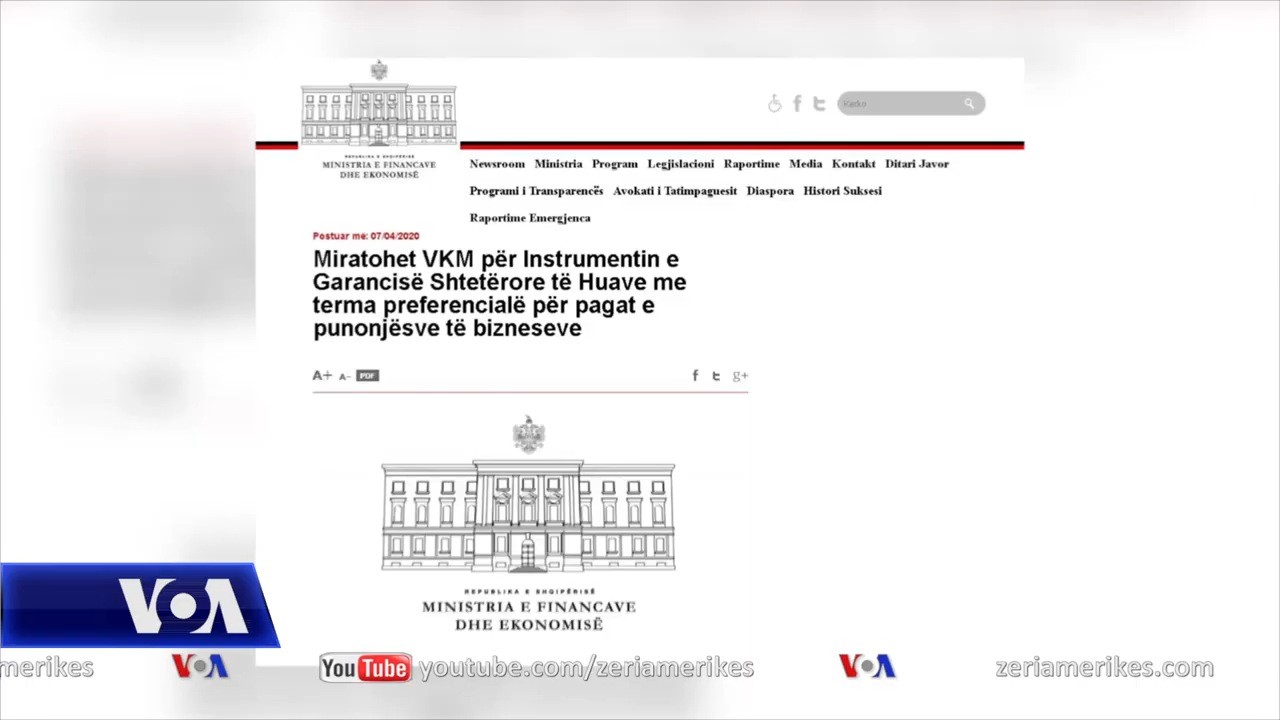 Kërko
REPUBLIKA E SHQIPËRISË
MINISTRIA E FINANCAVE
DHE EKONOMISË
Newsroom Ministria Program Legjislacioni Raportime Media Kontakt Ditari Javor
Programi i Transparencës Avokati i Tatimpaguesit Diaspora Histori Suksesi
Raportime Emergjenca
Postuar më: 07/04/2020
Miratohet VKM për Instrumentin e
Garancisë Shtetërore të Huave me
terma preferencialë për pagat e
punonjësve të bizneseve
A+ A- PDF
f t g+
REPUBLIKA E SHQIPËRISË
MINISTRIA E FINANCAVE
DHE EKONOMISË
VOA
merikes VOA YouTube youtube.com/zeriamerikes VOA zeriamerikes.com